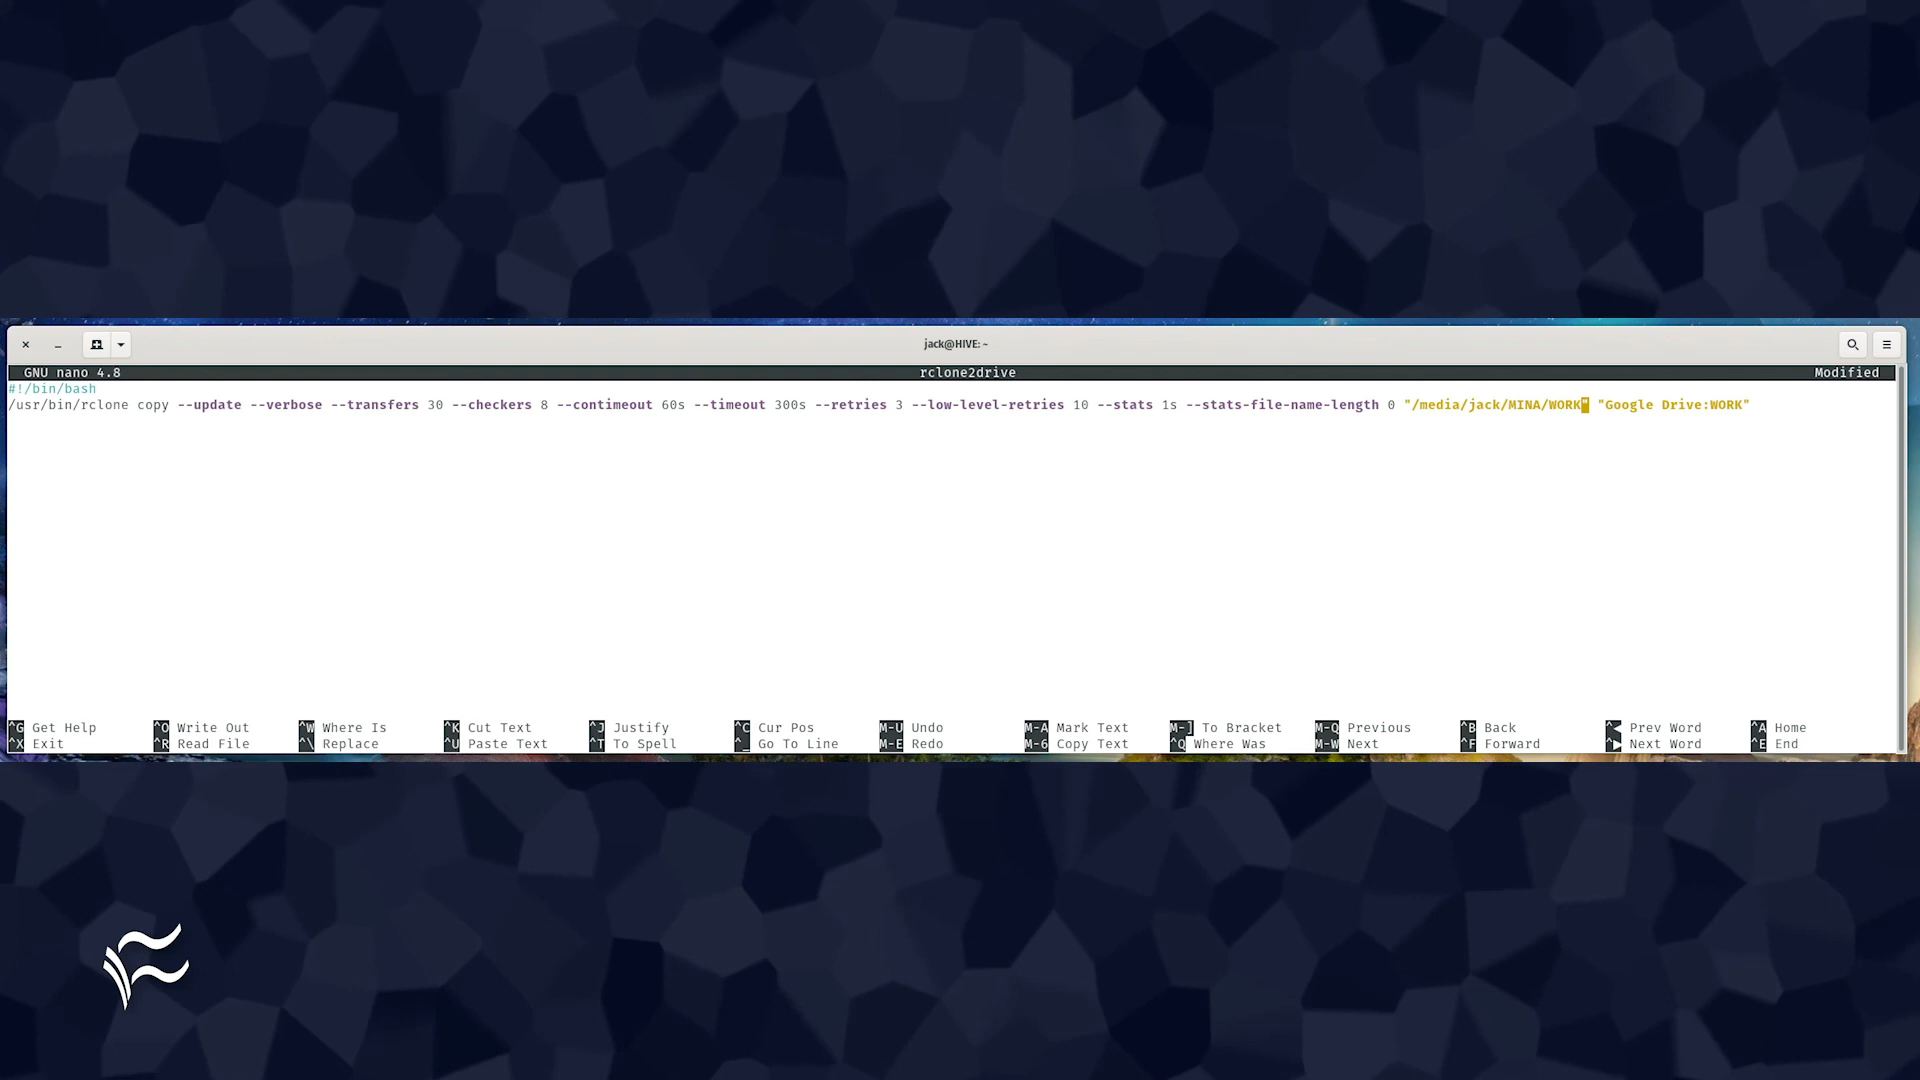 jack@HIVE: ~
GNU nano 4.8 rclone2drive Modified
#!/bin/bash
/usr/bin/rclone copy --update --verbose --transfers 30 --checkers 8 --contimeout 60s --timeout 300s --retries 3 --low-level-retries 10 --stats 1s --stats-file-name-length 0 "/media/jack/MINA/WORK" "Google Drive:WORK"
^G Get Help ^O Write Out ^W Where Is ^K Cut Text ^J Justify ^C Cur Pos M-U Undo M-A Mark Text M-] To Bracket M-Q Previous ^B Back ^◀ Prev Word ^A Home
^X Exit ^R Read File ^\ Replace ^U Paste Text ^T To Spell ^_ Go To Line M-E Redo M-6 Copy Text ^Q Where Was M-W Next ^F Forward ^▶ Next Word ^E End